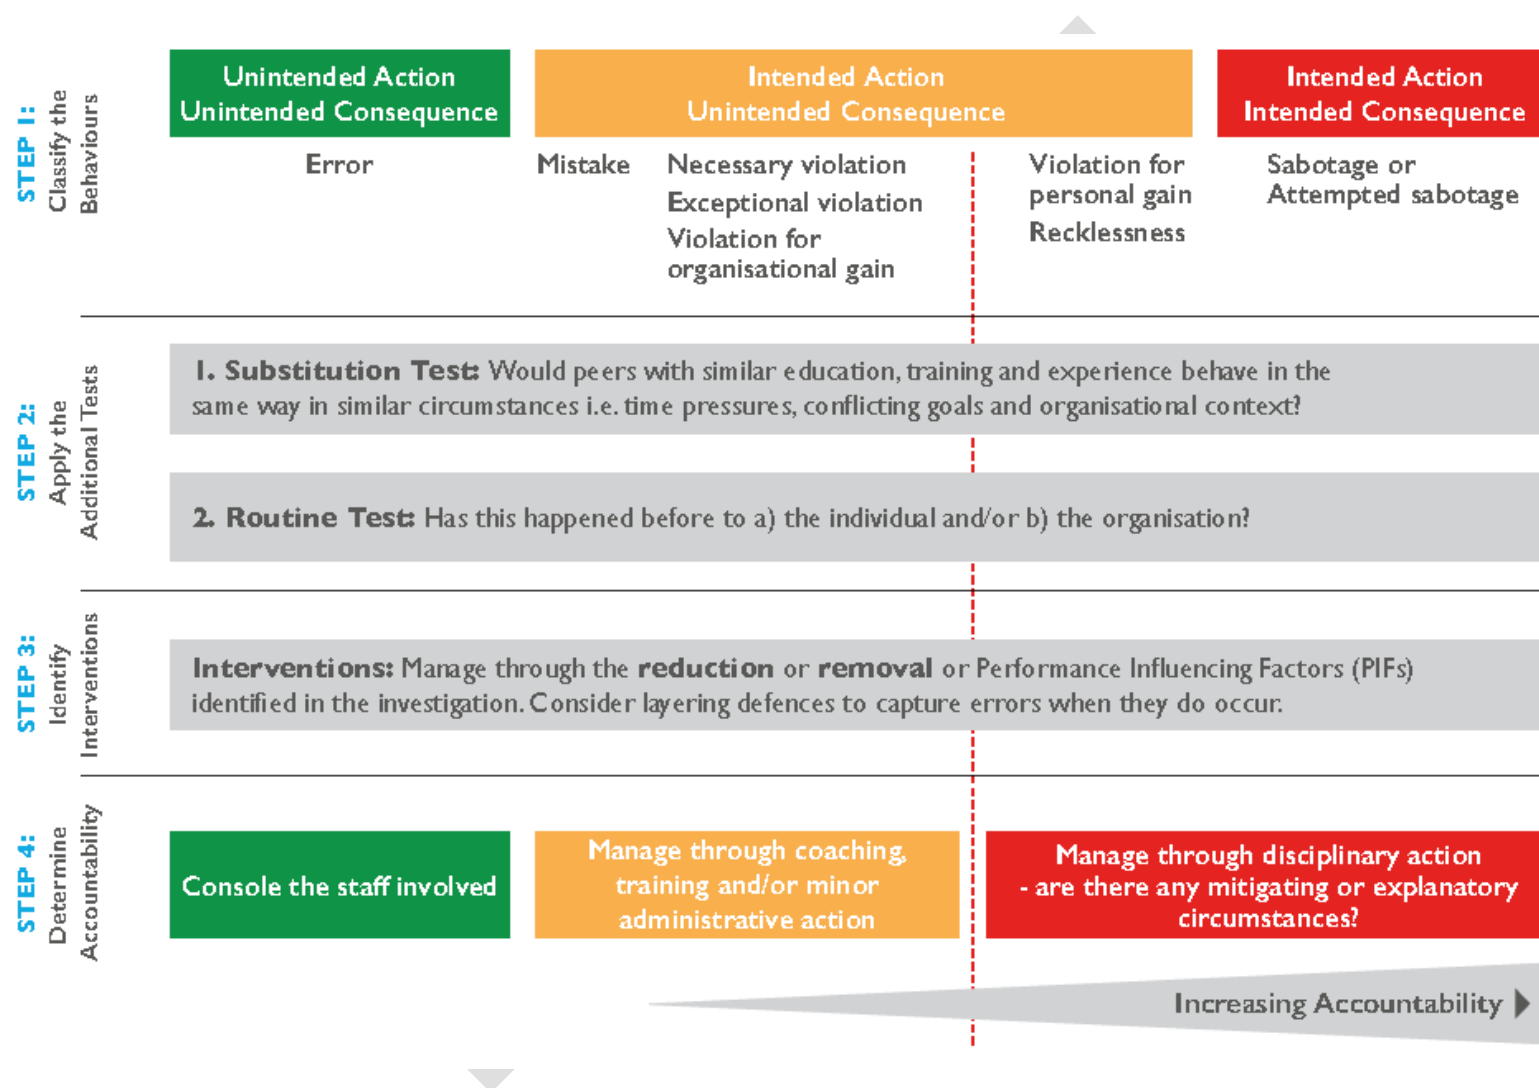 STEP 1:
Classify the
Behaviours
Unintended Action
Unintended Consequence
Intended Action
Unintended Consequence
Intended Action
Intended Consequence
Error
Mistake
Necessary violation
Exceptional violation
Violation for
organisational gain
Violation for
personal gain
Recklessness
Sabotage or
Attempted sabotage
STEP 2:
Apply the
Additional Tests
1. Substitution Test: Would peers with similar education, training and experience behave in the
same way in similar circumstances i.e. time pressures, conflicting goals and organisational context?
2. Routine Test: Has this happened before to a) the individual and/or b) the organisation?
STEP 3:
Identify
Interventions
Interventions: Manage through the reduction or removal or Performance Influencing Factors (PIFs)
identified in the investigation. Consider layering defences to capture errors when they do occur.
STEP 4:
Determine
Accountability
Console the staff involved
Manage through coaching,
training and/or minor
administrative action
Manage through disciplinary action
- are there any mitigating or explanatory
circumstances?
Increasing Accountability